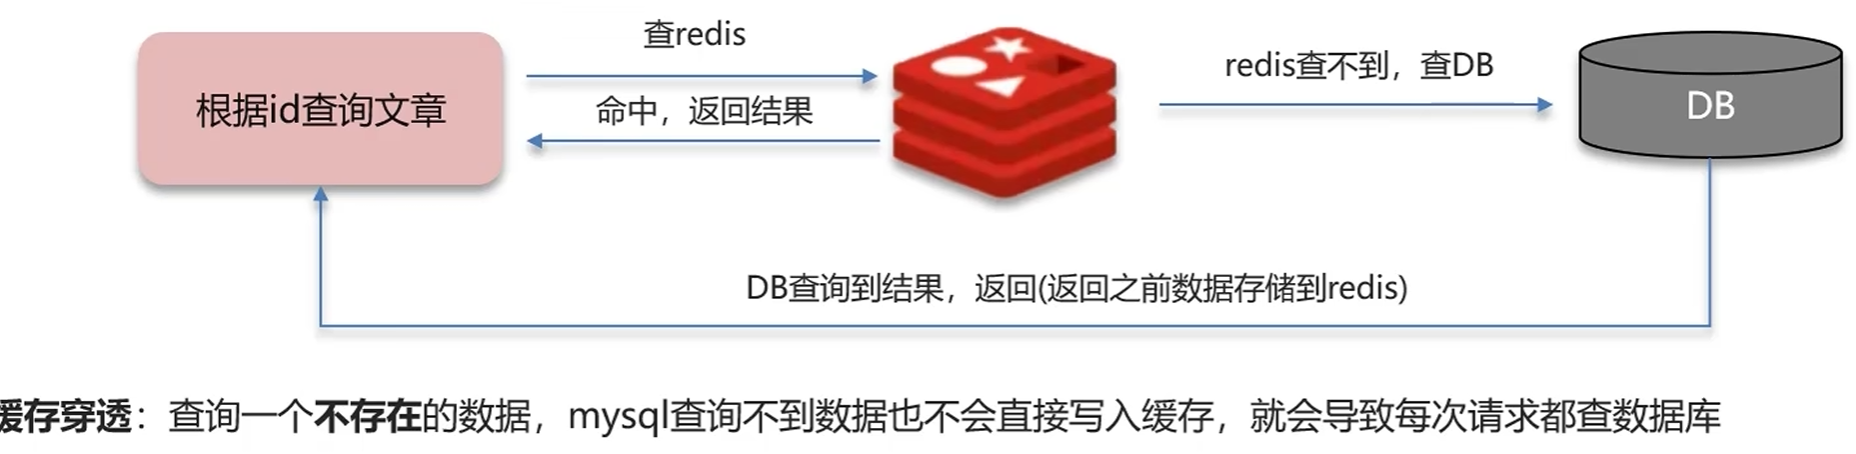 查redis
redis查不到，查DB
根据id查询文章
命中，返回结果
DB
DB查询到结果，返回(返回之前数据存储到redis)
缓存穿透：查询一个不存在的数据，mysql查询不到数据也不会直接写入缓存，就会导致每次请求都查数据库